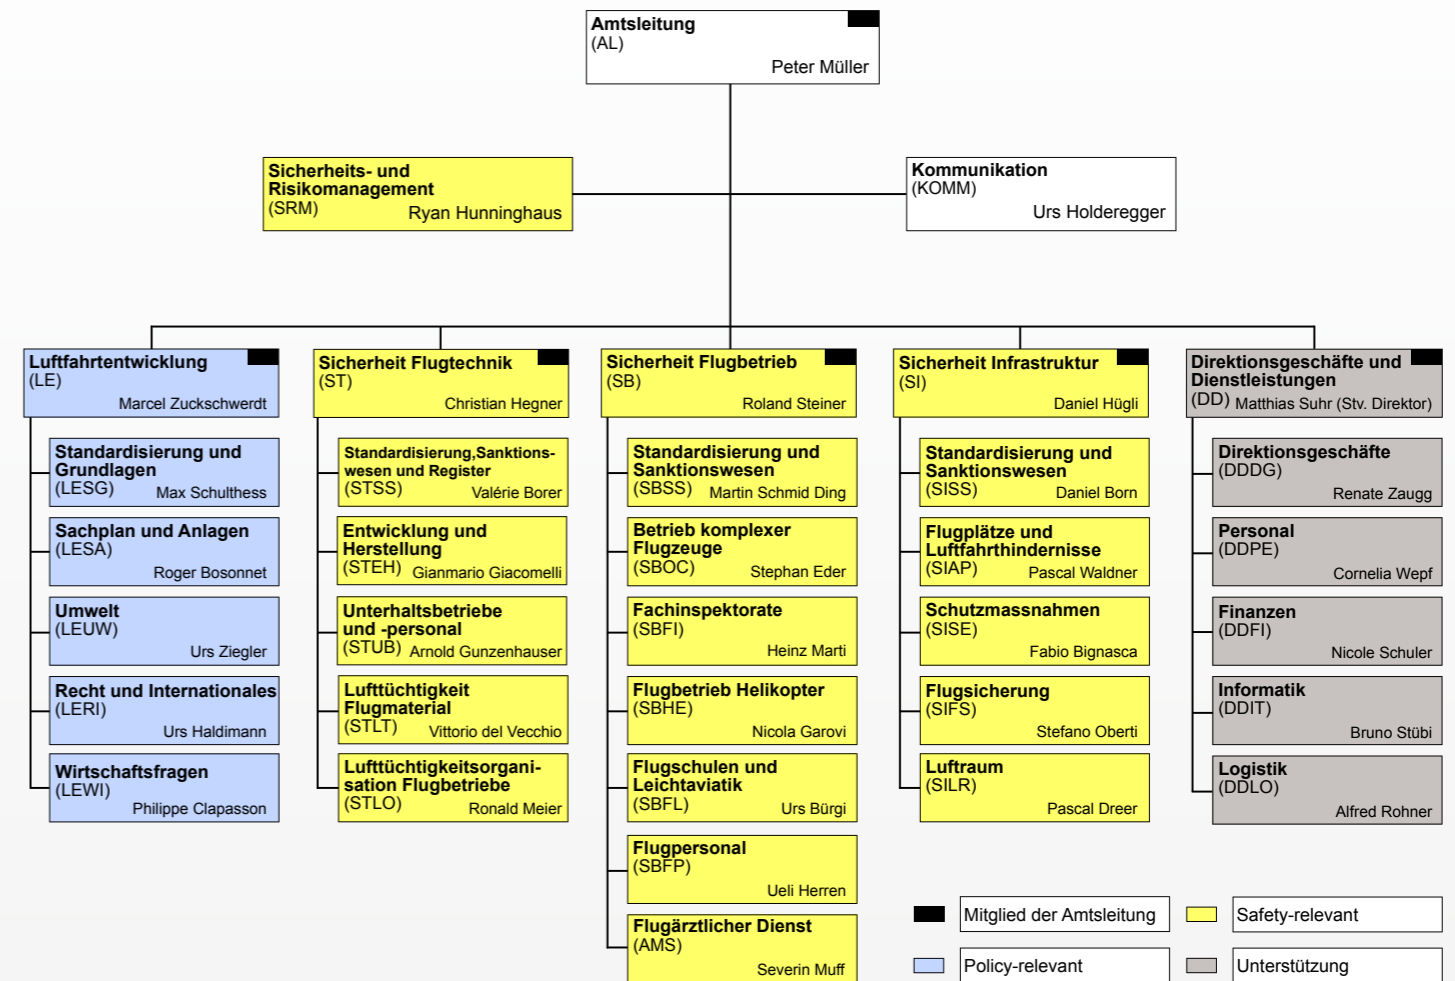 Amtsleitung
(AL)
Peter Müller
Sicherheits- und
Risikomanagement
(SRM) Ryan Hunninghaus
Kommunikation
(KOMM)
Urs Holderegger
Luftfahrtentwicklung
(LE)
Marcel Zuckschwerdt
Standardisierung und
Grundlagen
(LESG) Max Schulthess
Sachplan und Anlagen
(LESA)
Roger Bosonnet
Umwelt
(LEUW)
Urs Ziegler
Recht und Internationales
(LERI)
Urs Haldimann
Wirtschaftsfragen
(LEWI)
Philippe Clapasson
Sicherheit Flugtechnik
(ST)
Christian Hegner
Standardisierung,Sanktions-
wesen und Register
(STSS) Valérie Borer
Entwicklung und
Herstellung
(STEH) Gianmario Giacomelli
Unterhaltsbetriebe
und -personal
(STUB) Arnold Gunzenhauser
Lufttüchtigkeit
Flugmaterial
(STLT) Vittorio del Vecchio
Lufttüchtigkeitsorgani-
sation Flugbetriebe
(STLO) Ronald Meier
Sicherheit Flugbetrieb
(SB)
Roland Steiner
Standardisierung und
Sanktionswesen
(SBSS) Martin Schmid Ding
Betrieb komplexer
Flugzeuge
(SBOC) Stephan Eder
Fachinspektorate
(SBFI)
Heinz Marti
Flugbetrieb Helikopter
(SBHE)
Nicola Garovi
Flugschulen und
Leichtaviatik
(SBFL) Urs Bürgi
Flugpersonal
(SBFP)
Ueli Herren
Flugärztlicher Dienst
(AMS)
Severin Muff
Sicherheit Infrastruktur
(SI)
Daniel Hügli
Standardisierung und
Sanktionswesen
(SISS) Daniel Born
Flugplätze und
Luftfahrthindernisse
(SIAP) Pascal Waldner
Schutzmassnahmen
(SISE)
Fabio Bignasca
Flugsicherung
(SIFS)
Stefano Oberti
Luftraum
(SILR)
Pascal Dreer
Direktionsgeschäfte und
Dienstleistungen
(DD) Matthias Suhr (Stv. Direktor)
Direktionsgeschäfte
(DDDG)
Renate Zaugg
Personal
(DDPE)
Cornelia Wepf
Finanzen
(DDFI)
Nicole Schuler
Informatik
(DDIT)
Bruno Stübi
Logistik
(DDLO)
Alfred Rohner
Mitglied der Amtsleitung
Safety-relevant
Policy-relevant
Unterstützung